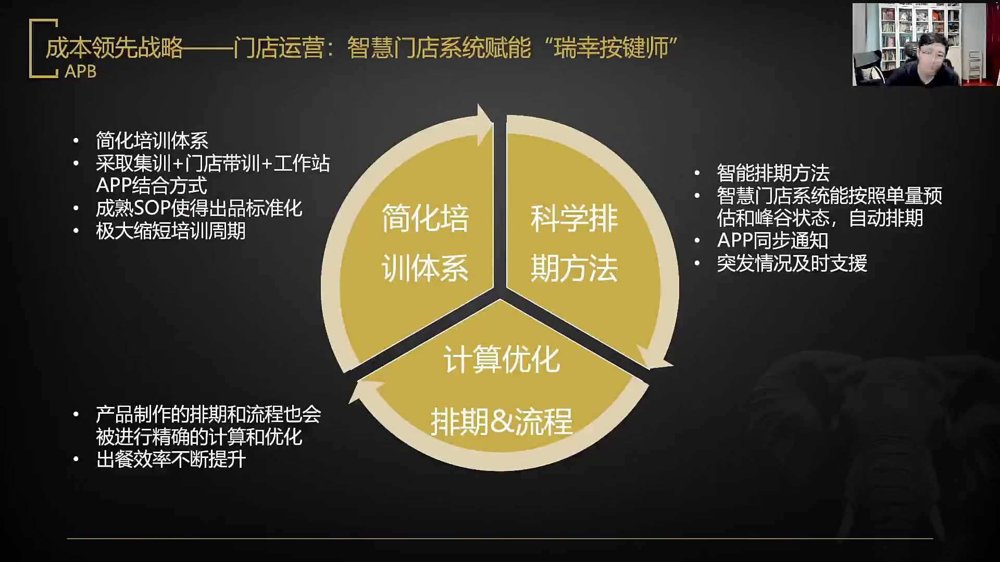 成本领先战略——门店运营：智慧门店系统赋能“瑞幸按键师”
APB
• 简化培训体系
• 采取集训+门店带训+工作站
APP结合方式
• 成熟SOP使得出品标准化
• 极大缩短培训周期
简化培
训体系
科学排
期方法
• 智能排期方法
• 智慧门店系统能按照单量预
估和峰谷状态，自动排期
• APP同步通知
• 突发情况及时支援
计算优化
排期&流程
• 产品制作的排期和流程也会
被进行精确的计算和优化
• 出餐效率不断提升